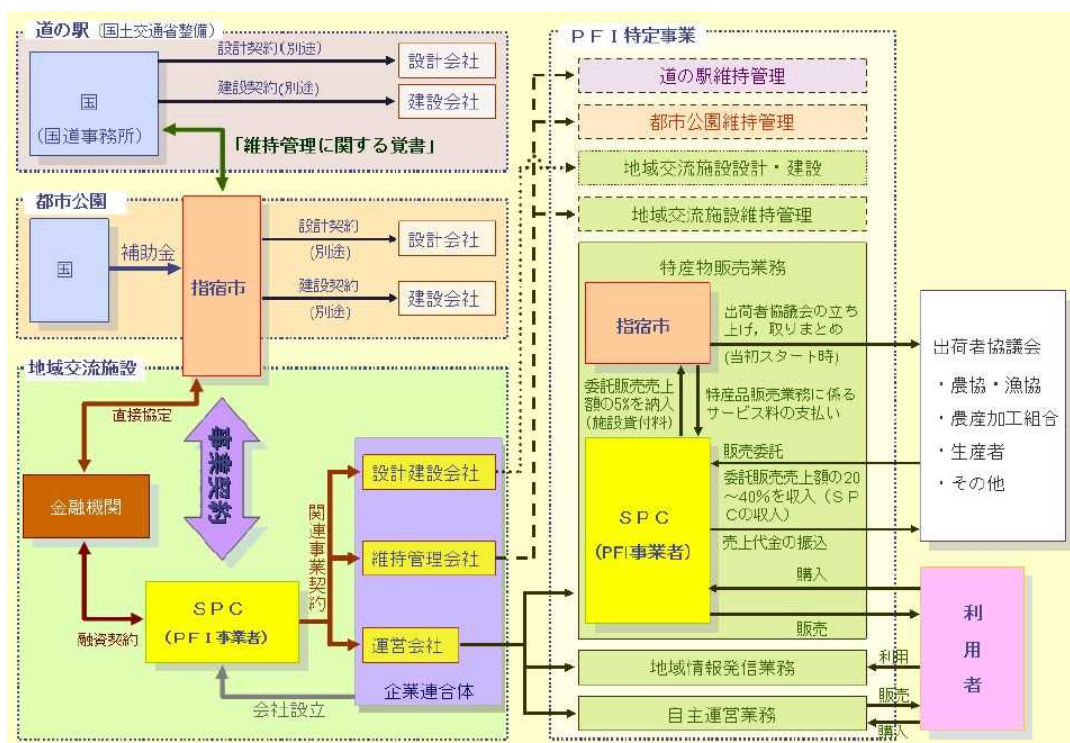 道の駅（国土交通省整備）
設計契約(別途)
設計会社
建設契約(別途)
建設会社
国
(国道事務所)
「維持管理に関する覚書」
都市公園
国
補助金
指宿市
設計契約
(別途)
設計会社
建設契約
(別途)
建設会社
地域交流施設
直接協定
事業契約
金融機関
融資契約
ＳＰＣ
（ＰＦＩ事業者）
会社設立
関連事業契約
設計建設会社
維持管理会社
運営会社
企業連合体
ＰＦＩ特定事業
道の駅維持管理
都市公園維持管理
地域交流施設設計・建設
地域交流施設維持管理
特産物販売業務
指宿市
出荷者協議会の立ち
上げ，取りまとめ
(当初スタート時)
委託販売売上
額の5%を納入
(施設貸付料)
特産品販売業務に係る
サービス料の支払い
ＳＰＣ
(PFI事業者)
販売委託
委託販売売上額の20
～40%を収入（ＳＰ
Ｃの収入）
売上代金の振込
購入
販売
出荷者協議会
・農協・漁協
・農産加工組合
・生産者
・その他
利用者
地域情報発信業務
利用
自主運営業務
販売
購入